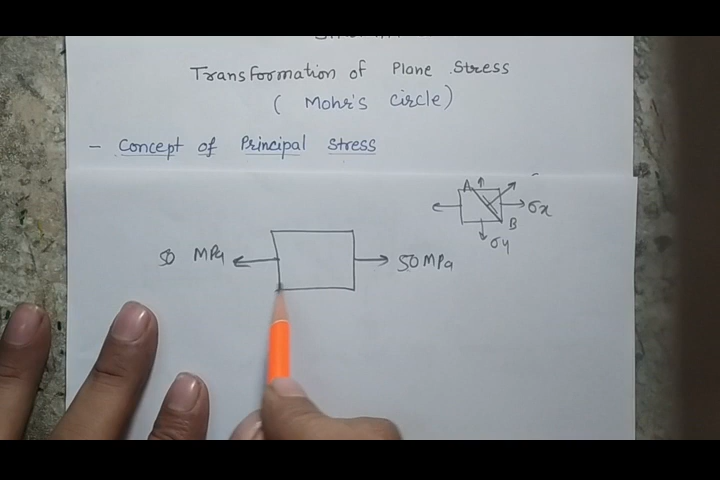 Transformation of Plane Stress
( Mohr's circle)
- Concept of Principal Stress
A
σx
B
σy
50 MPa
50 MPa